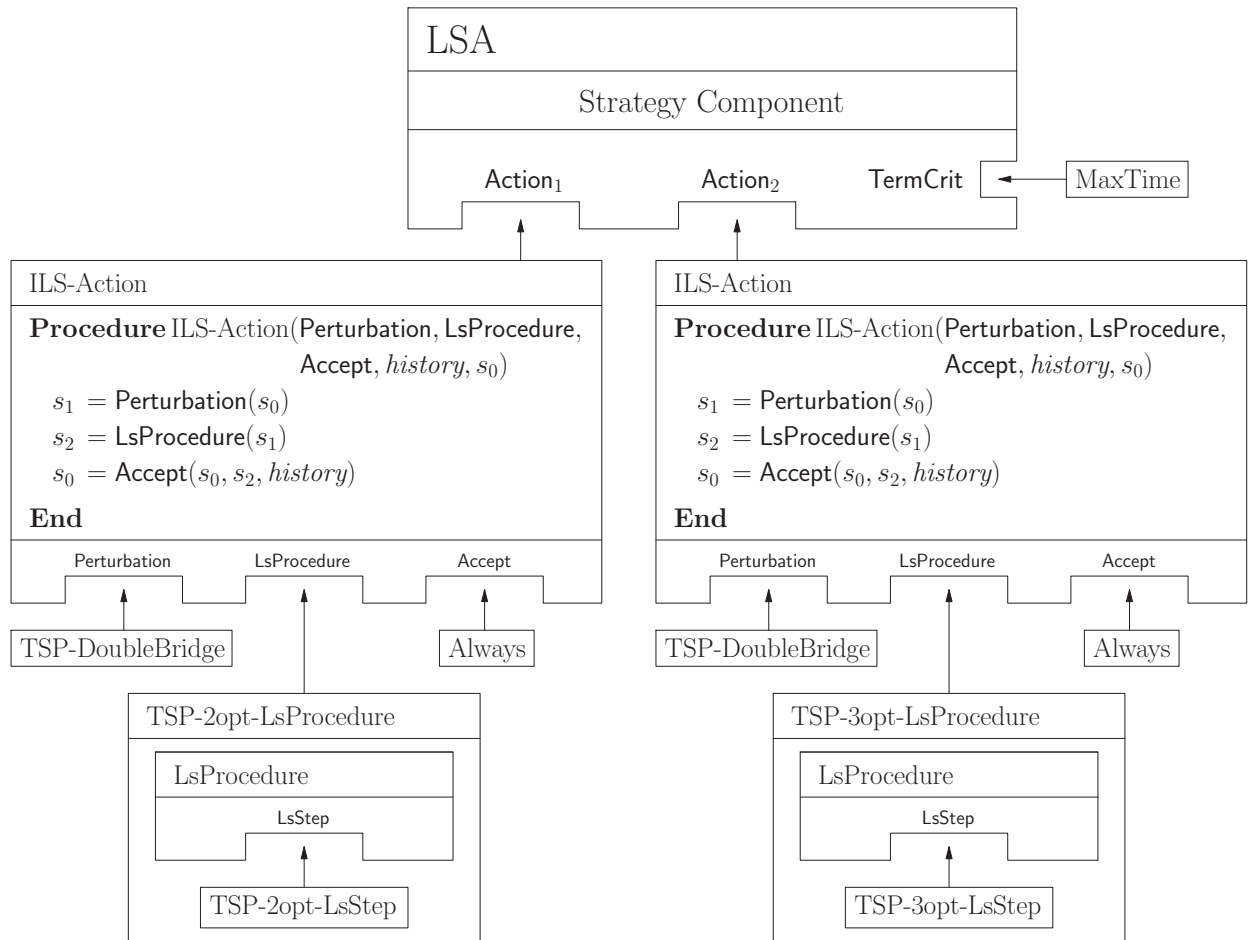 LSA
Strategy Component
Action₁ Action₂ TermCrit MaxTime
ILS-Action
Procedure ILS-Action(Perturbation, LsProcedure,
Accept, history, s₀)
s₁ = Perturbation(s₀)
s₂ = LsProcedure(s₁)
s₀ = Accept(s₀, s₂, history)
End
Perturbation LsProcedure Accept
TSP-DoubleBridge Always
TSP-2opt-LsProcedure
LsProcedure
LsStep
TSP-2opt-LsStep
ILS-Action
Procedure ILS-Action(Perturbation, LsProcedure,
Accept, history, s₀)
s₁ = Perturbation(s₀)
s₂ = LsProcedure(s₁)
s₀ = Accept(s₀, s₂, history)
End
Perturbation LsProcedure Accept
TSP-DoubleBridge Always
TSP-3opt-LsProcedure
LsProcedure
LsStep
TSP-3opt-LsStep